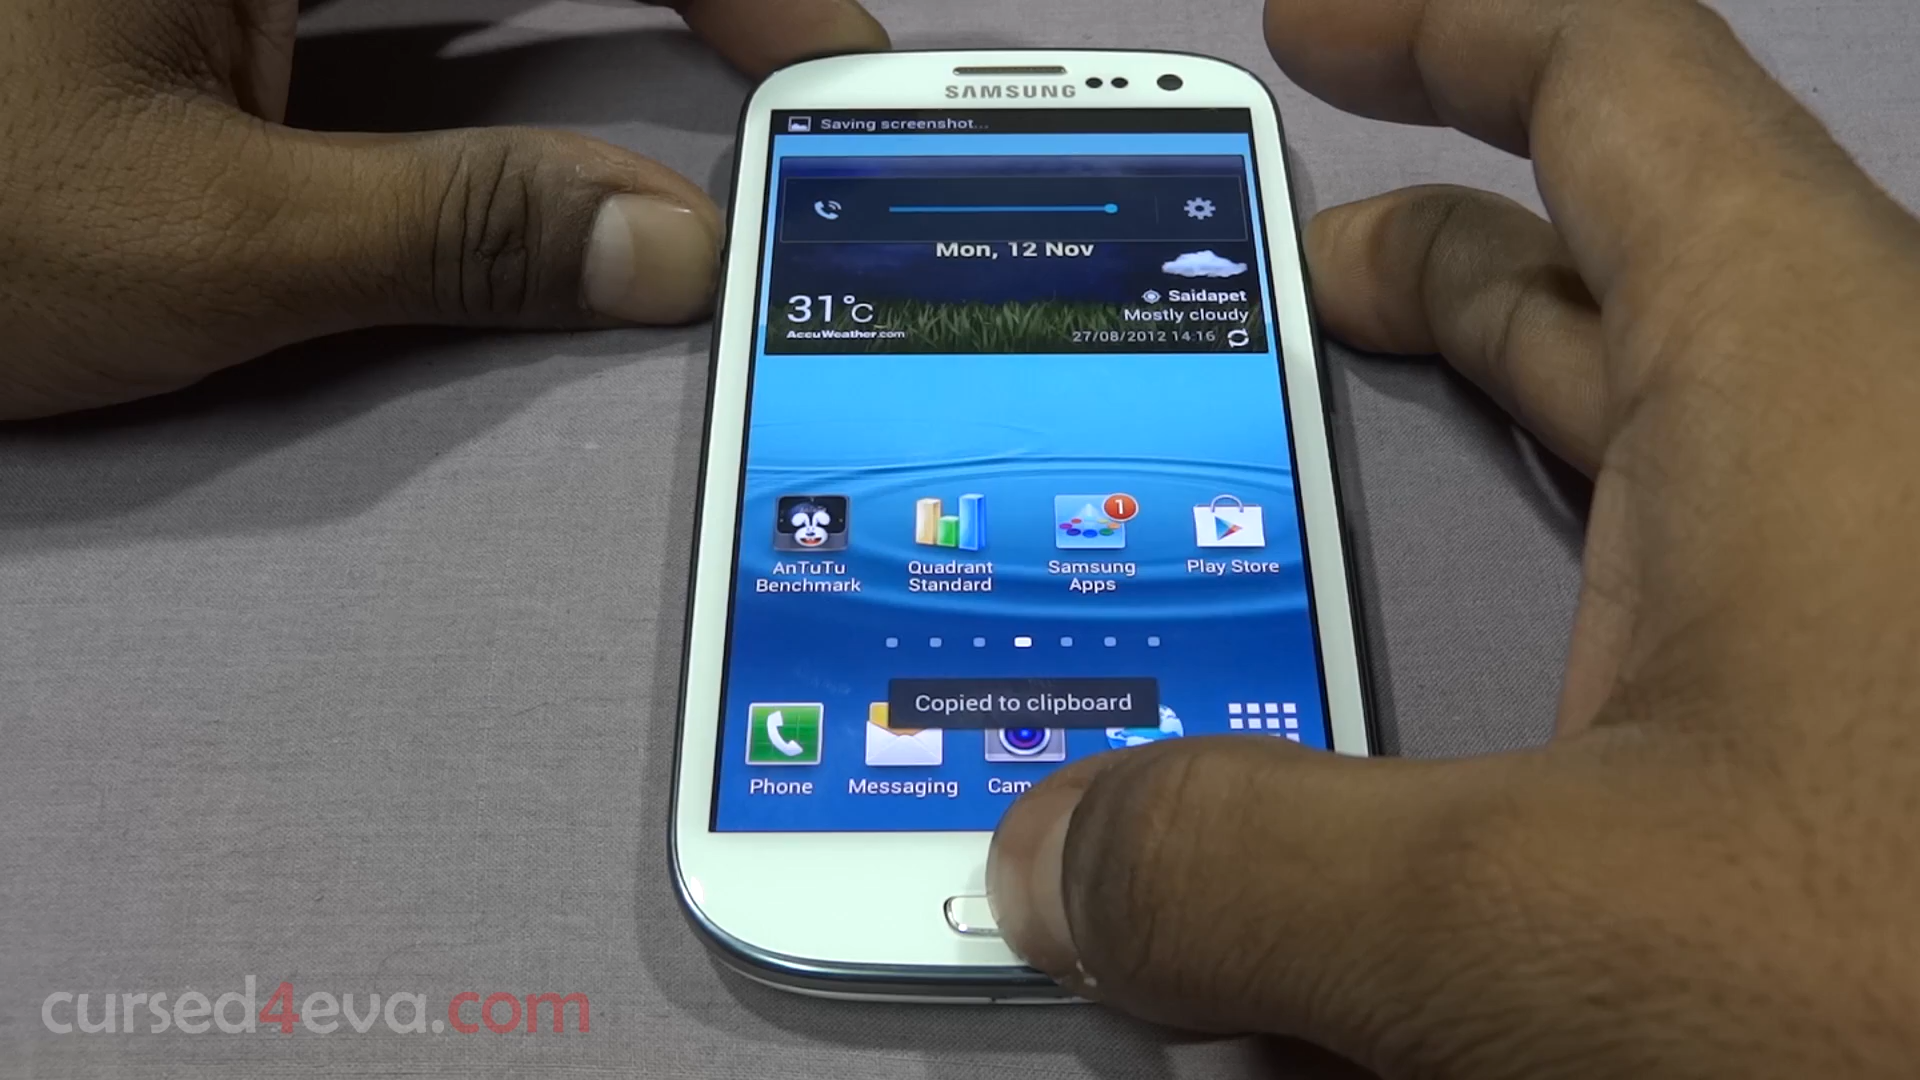 SAMSUNG
Saving screenshot...
Mon, 12 Nov
31°C
Saidapet
Mostly cloudy
AccuWeather.com
27/08/2012 14:16
1
AnTuTu
Benchmark
Quadrant
Standard
Samsung
Apps
Play Store
Copied to clipboard
Phone
Messaging
Cam
cursed4eva.com